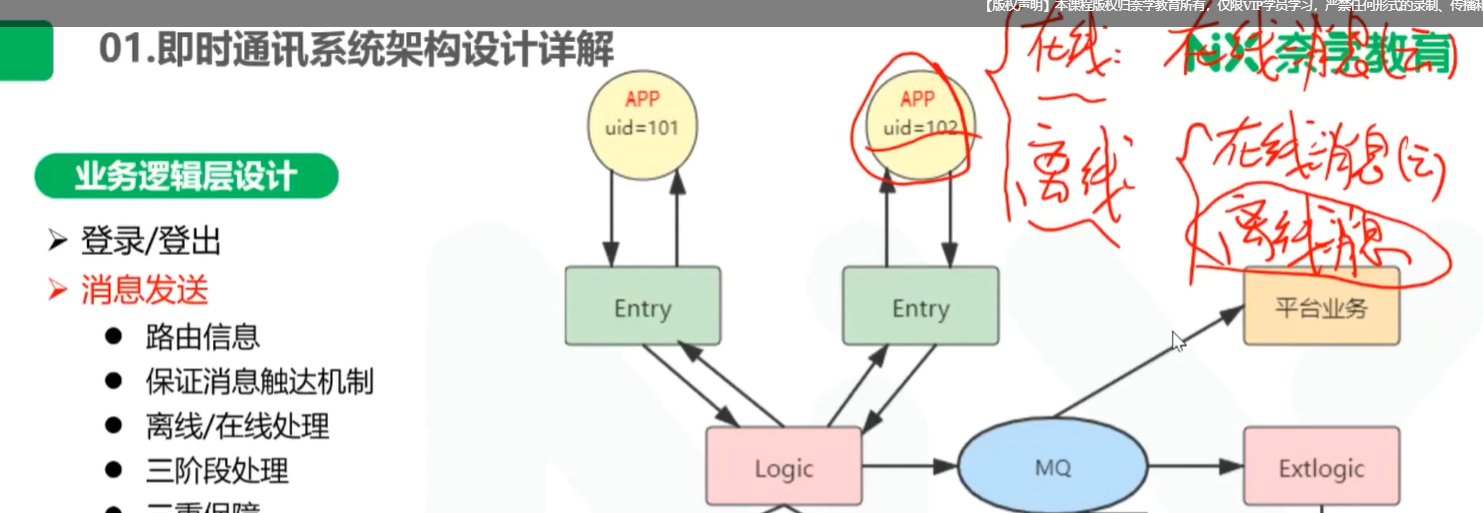 【版权声明】本课程版权归奈学教育所有，仅限VIP学员学习，严禁任何形式的录制、传播和
01.即时通讯系统架构设计详解
奈学教育
在线: 在线消息(云)
APP
uid=101
APP
uid=102
离线
在线消息(云)
离线消息
业务逻辑层设计
登录/登出
消息发送
路由信息
保证消息触达机制
离线/在线处理
三阶段处理
Entry
Entry
平台业务
Logic
MQ
Extlogic